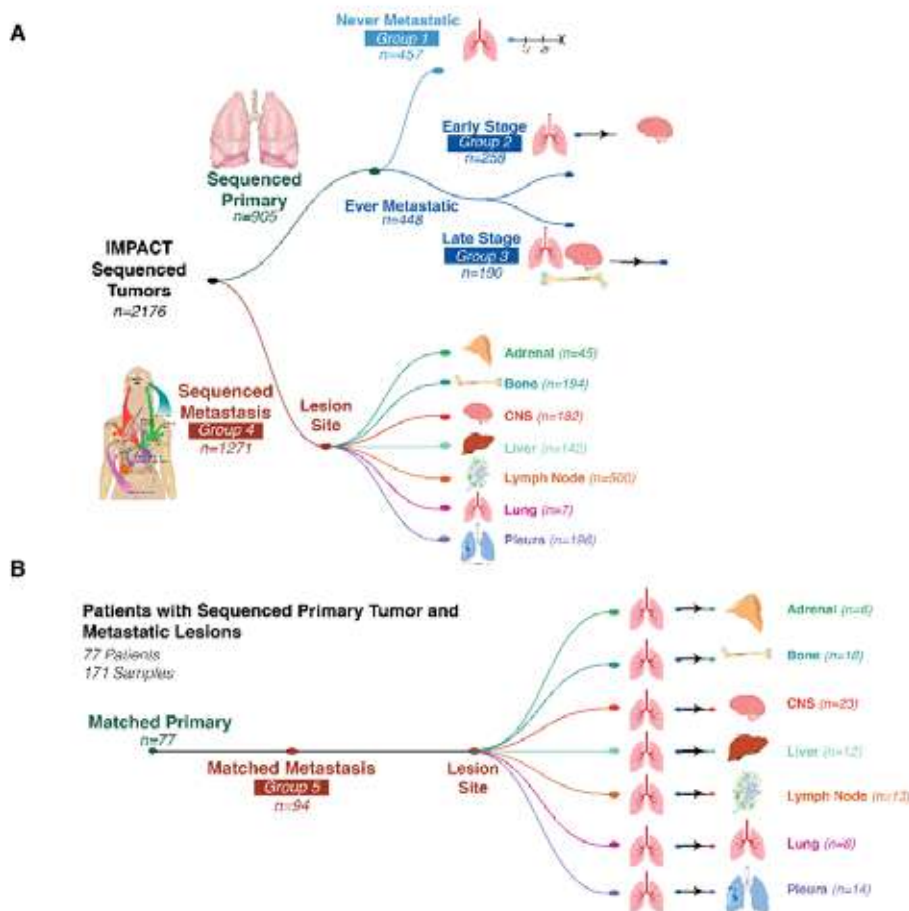 A
Never Metastatic
Group 1
n=457
Early Stage
Group 2
n=258
Sequenced
Primary
n=905
Ever Metastatic
n=448
Late Stage
Group 3
n=190
IMPACT
Sequenced
Tumors
n=2176
Sequenced
Metastasis
Group 4
n=1271
Lesion
Site
Adrenal (n=45)
Bone (n=194)
CNS (n=182)
Liver (n=142)
Lymph Node (n=500)
Lung (n=7)
Pleura (n=196)
B
Patients with Sequenced Primary Tumor and
Metastatic Lesions
77 Patients
171 Samples
Matched Primary
n=77
Matched Metastasis
Group 5
n=94
Lesion
Site
Adrenal
Bone (n=18)
CNS (n=23)
Liver (n=12)
Lymph Node (n=13)
Lung
Pleura (n=14)